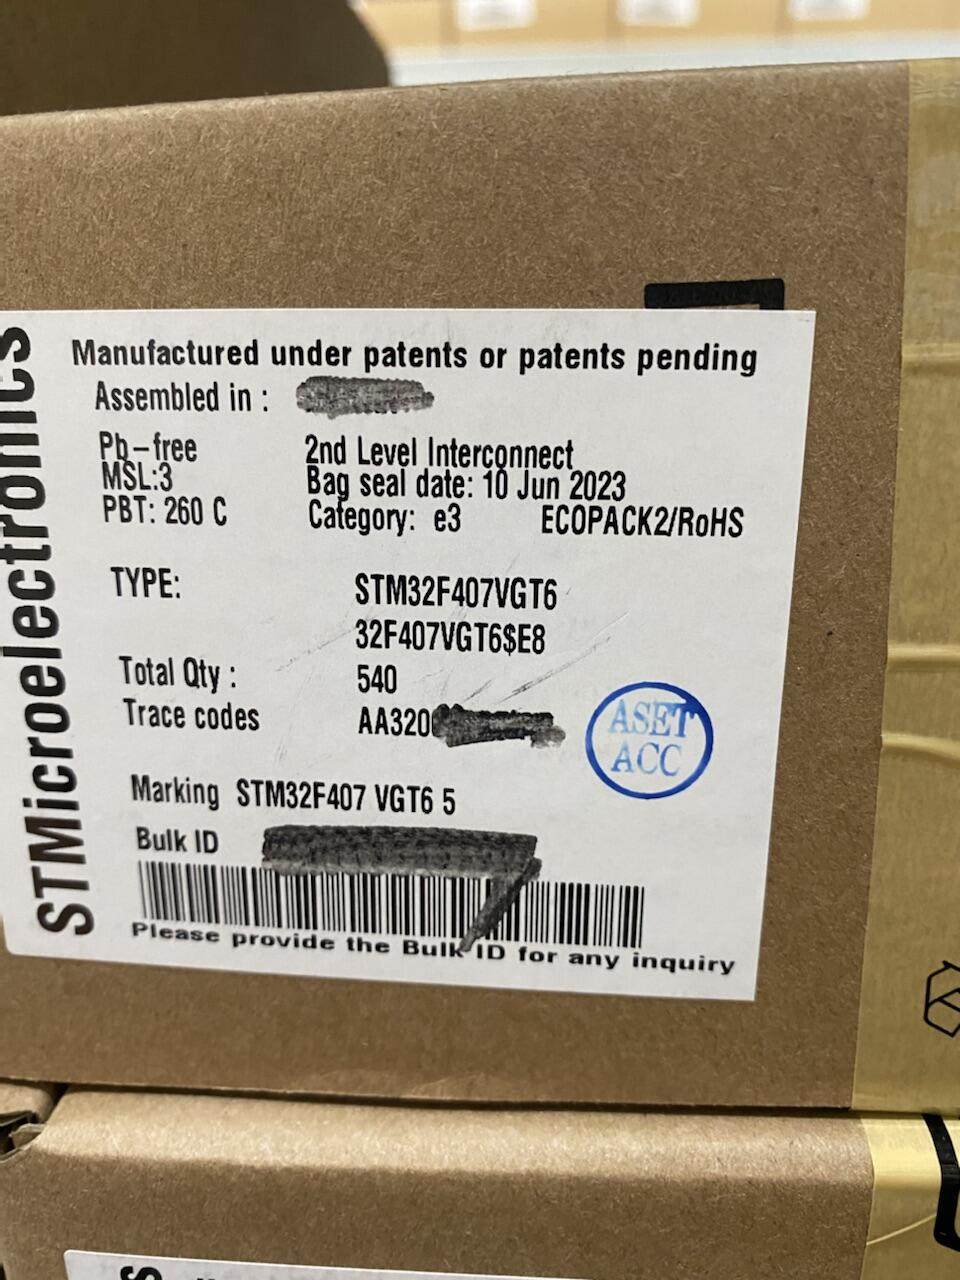 STMicroelectronics
Manufactured under patents or patents pending
Assembled in :
Pb-free 2nd Level Interconnect
MSL:3 Bag seal date: 10 Jun 2023
PBT: 260 C Category: e3 ECOPACK2/RoHS
TYPE: STM32F407VGT6
32F407VGT6$E8
Total Qty : 540
Trace codes AA320
ASET
ACC
Marking STM32F407 VGT6 5
Bulk ID
Please provide the Bulk ID for any inquiry